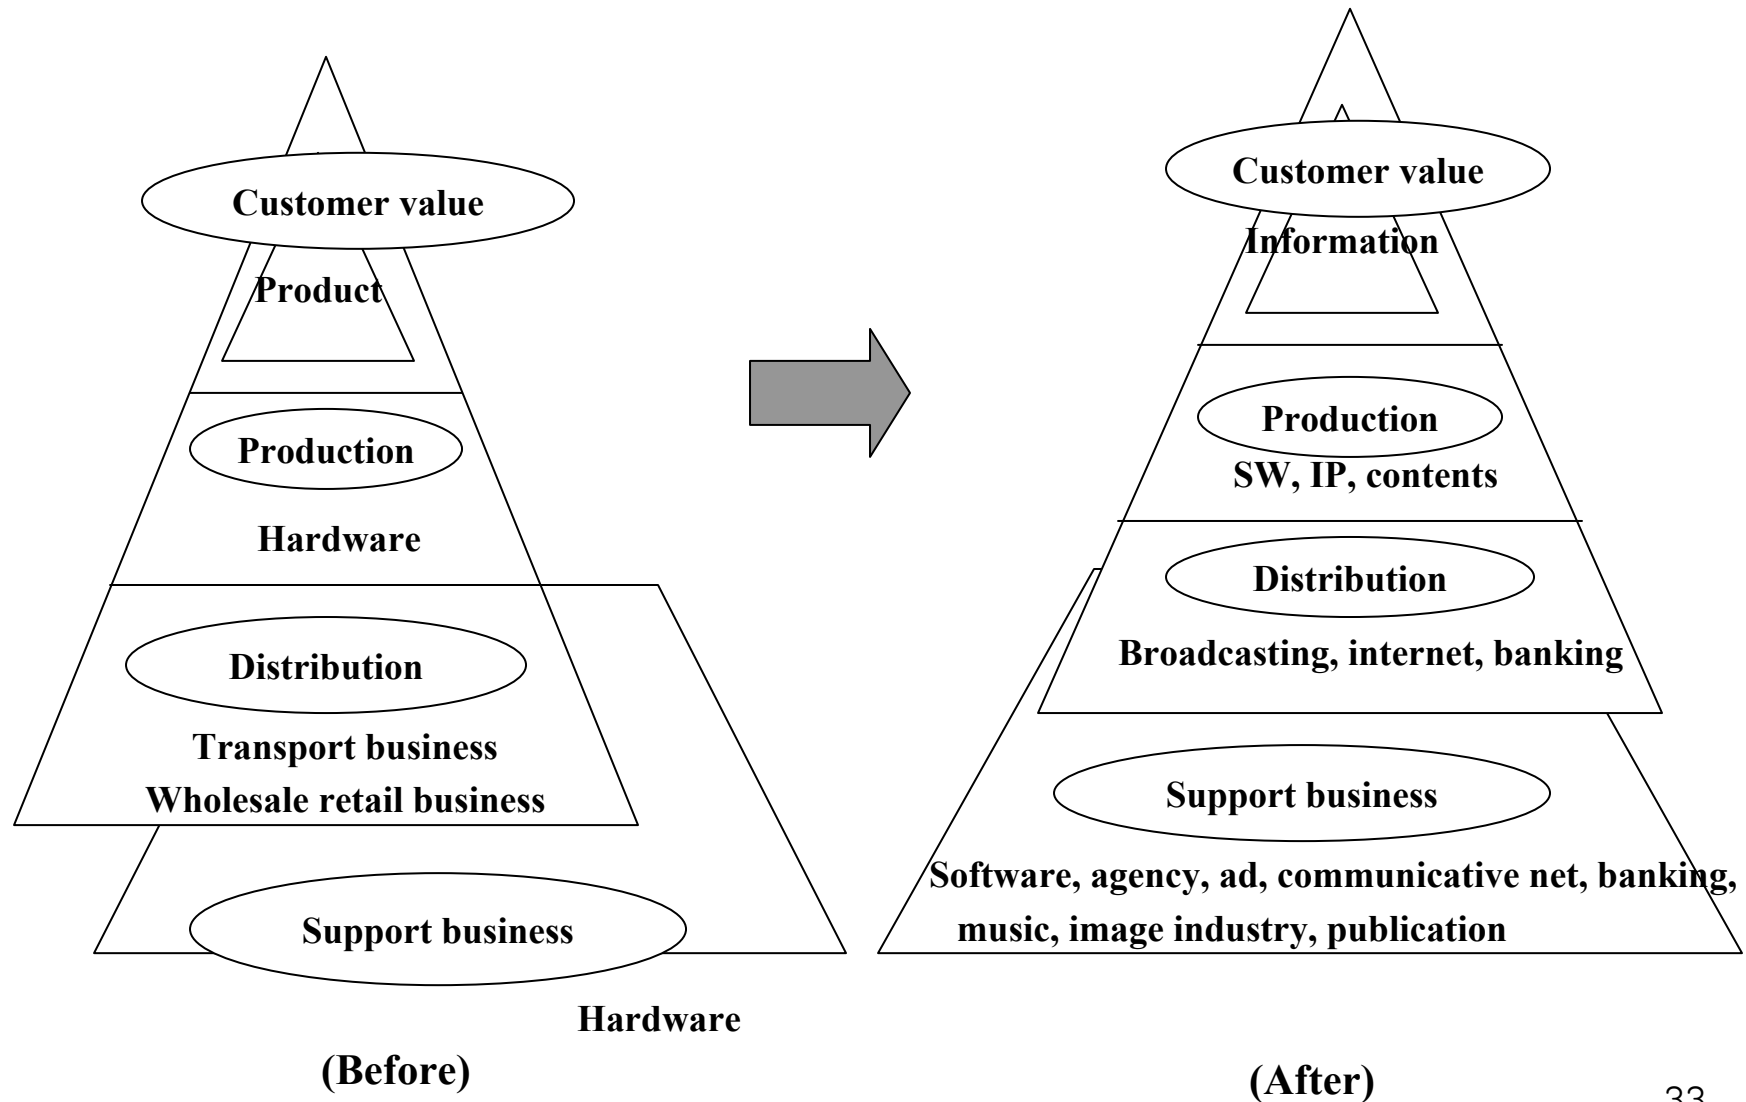 Customer value
Product
Production
Hardware
Distribution
Transport business
Wholesale retail business
Support business
Hardware
(Before)
Customer value
Information
Production
SW, IP, contents
Distribution
Broadcasting, internet, banking
Support business
Software, agency, ad, communicative net, banking,
music, image industry, publication
(After)
33